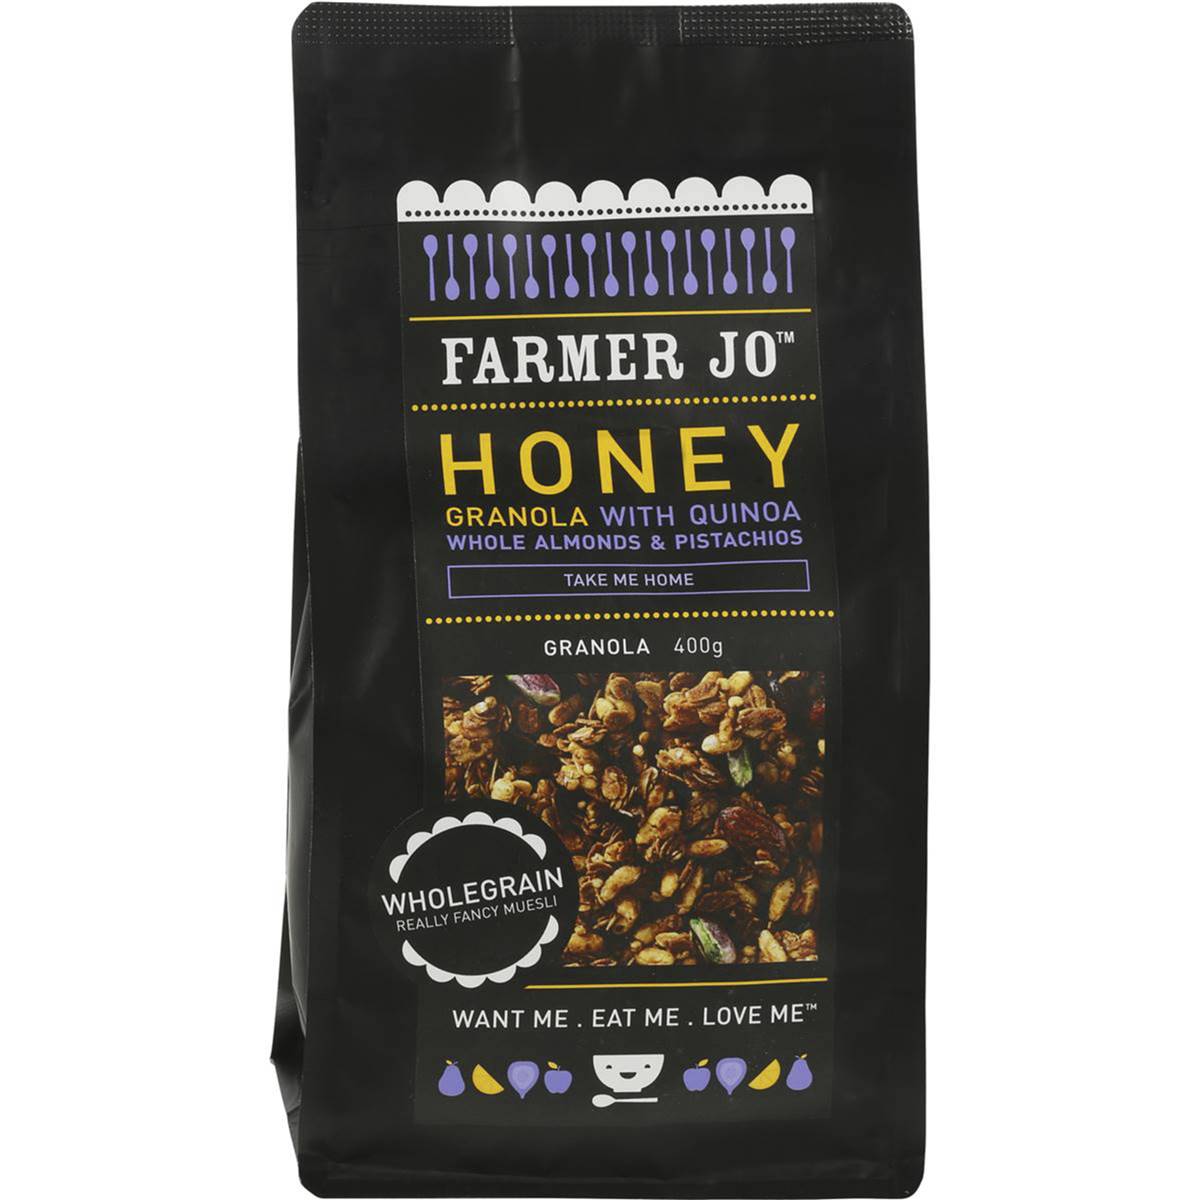 FARMER JO™
HONEY
GRANOLA WITH QUINOA
WHOLE ALMONDS & PISTACHIOS
TAKE ME HOME
GRANOLA 400g
WHOLEGRAIN
REALLY FANCY MUESLI
WANT ME . EAT ME . LOVE ME™